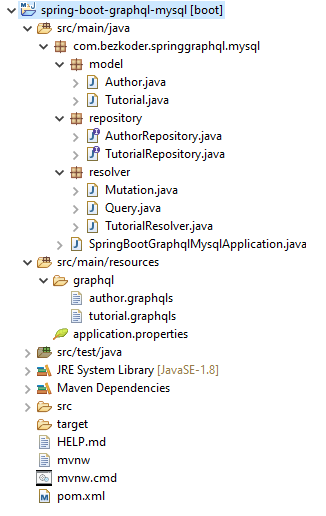 spring-boot-graphql-mysql [boot]
src/main/java
com.bezkoder.springgraphql.mysql
model
Author.java
Tutorial.java
repository
AuthorRepository.java
TutorialRepository.java
resolver
Mutation.java
Query.java
TutorialResolver.java
SpringBootGraphqlMysqlApplication.java
src/main/resources
graphql
author.graphqls
tutorial.graphqls
application.properties
src/test/java
JRE System Library [JavaSE-1.8]
Maven Dependencies
src
target
HELP.md
mvnw
mvnw.cmd
pom.xml